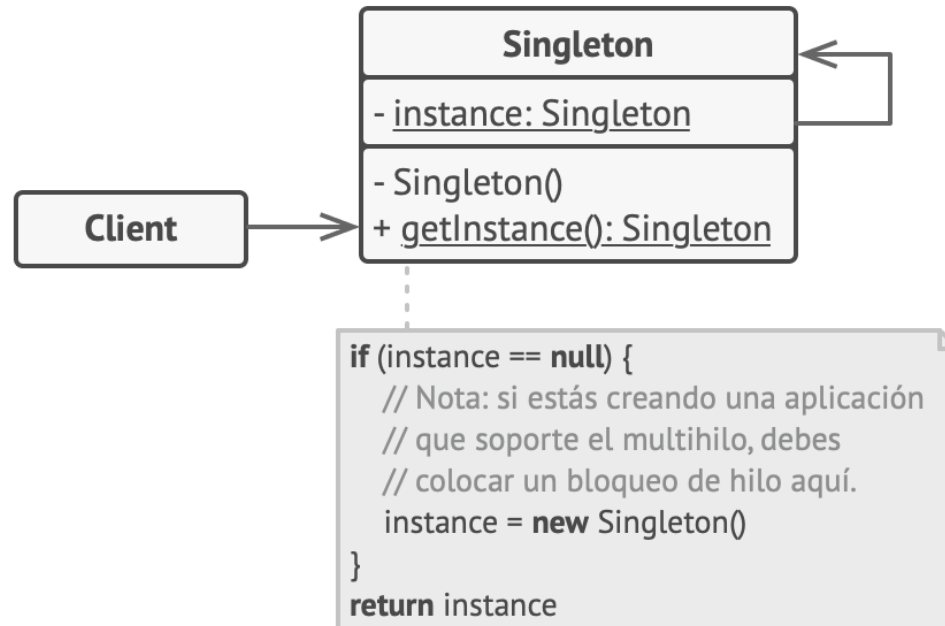 Singleton
- instance: Singleton
- Singleton()
+ getInstance(): Singleton
Client
if (instance == null) {
// Nota: si estás creando una aplicación
// que soporte el multihilo, debes
// colocar un bloqueo de hilo aquí.
instance = new Singleton()
}
return instance